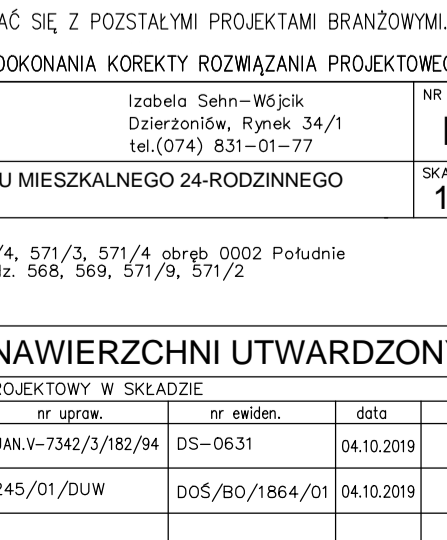 AĆ SIĘ Z POZSTAŁYMI PROJEKTAMI BRANŻOWYMI.
DOKONANIA KOREKTY ROZWIĄZANIA PROJEKTOWEG
Izabela Sehn-Wójcik
NR
Dzierżoniów, Rynek 34/1
tel.(074) 831-01-77
U MIESZKALNEGO 24-RODZINNEGO
SKA
1
/4, 571/3, 571/4 obręb 0002 Południe
dz. 568, 569, 571/9, 571/2
NAWIERZCHNI UTWARDZONY
ROJEKTOWY W SKŁADZIE
nr upraw. nr ewiden. data
UAN.V-7342/3/182/94 DS-0631 04.10.2019
245/01/DUW DOŚ/BO/1864/01 04.10.2019